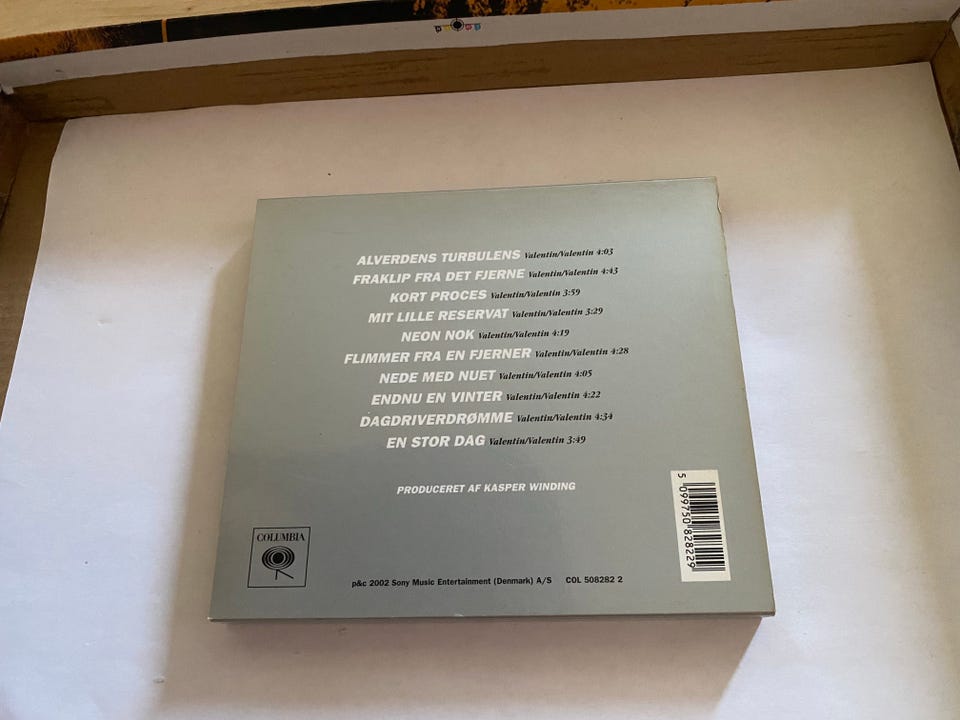 ALVERDENS TURBULENS Valentin/Valentin 4:03
FRAKLIP FRA DET FJERNE Valentin/Valentin 4:43
KORT PROCES Valentin/Valentin 3:59
MIT LILLE RESERVAT Valentin/Valentin 3:29
NEON NOK Valentin/Valentin 4:19
FLIMMER FRA EN FJERNER Valentin/Valentin 4:28
NEDE MED NUET Valentin/Valentin 4:05
ENDNU EN VINTER Valentin/Valentin 4:22
DAGDRIVERDRØMME Valentin/Valentin 4:34
EN STOR DAG Valentin/Valentin 3:49
PRODUCERET AF KASPER WINDING
5 099750 828229
COLUMBIA
p&c 2002 Sony Music Entertainment (Denmark) A/S COL 508282 2